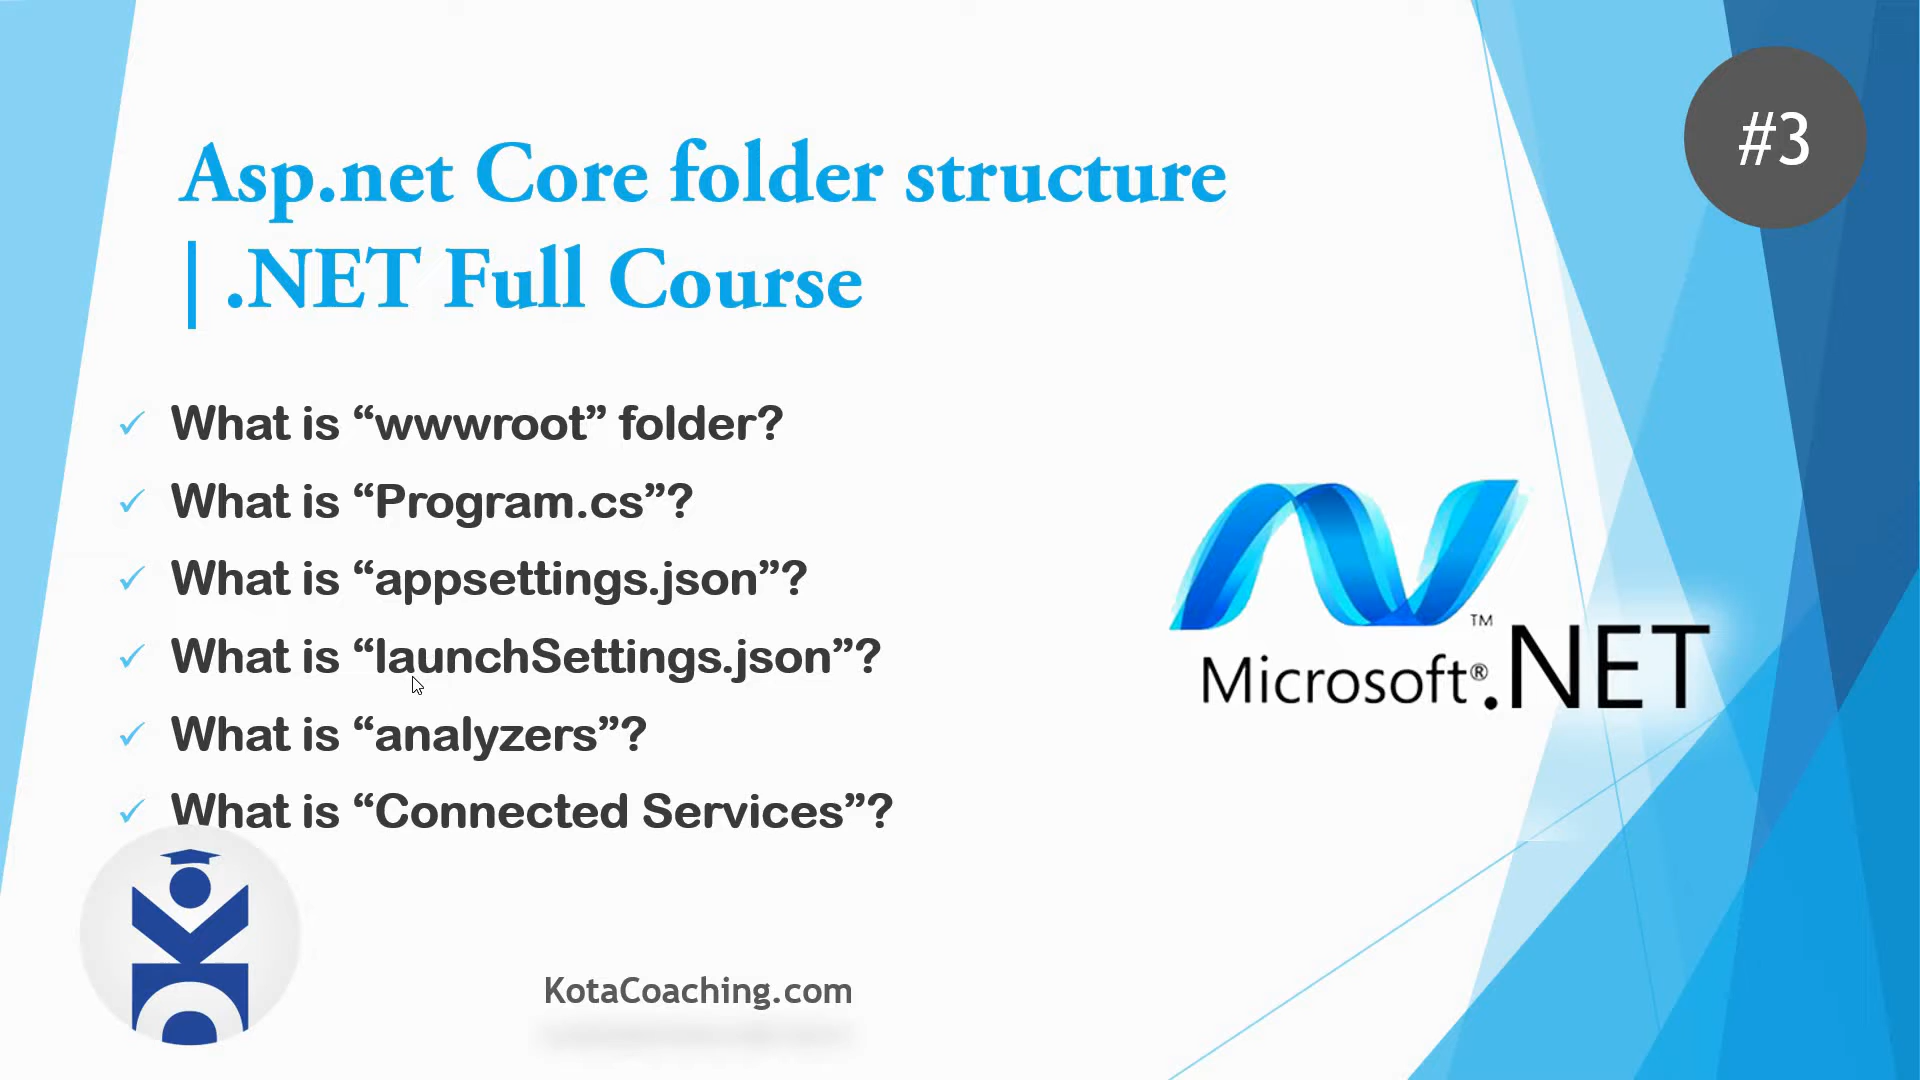 #3
Asp.net Core folder structure
| .NET Full Course
What is “wwwroot” folder?
What is “Program.cs”?
What is “appsettings.json”?
What is “launchSettings.json”?
What is “analyzers”?
What is “Connected Services”?
TM
Microsoft®.NET
KotaCoaching.com